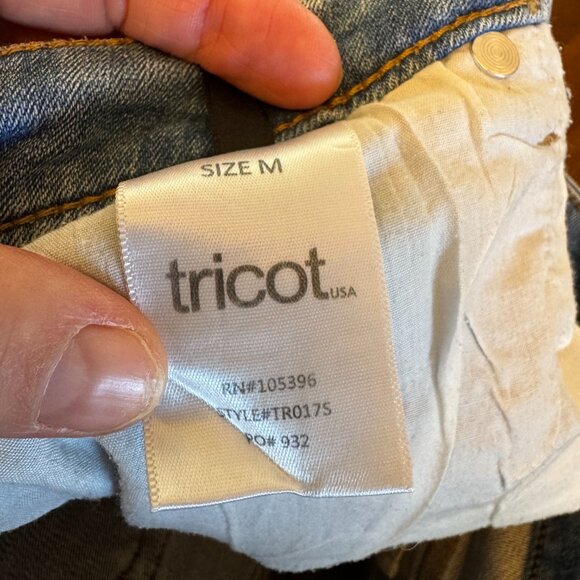 SIZE M
tricot USA
RN#105396
STYLE#TR017S
PO# 932